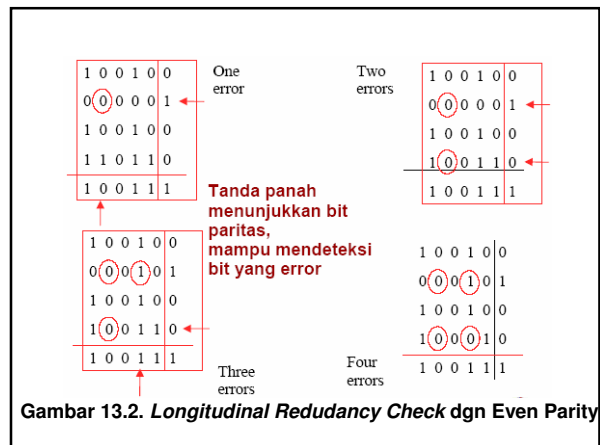 1 0 0 1 0 0
0 0 0 0 0 1
1 0 0 1 0 0
1 1 0 1 1 0
1 0 0 1 1 1
One
error
Two
errors
1 0 0 1 0 0
0 0 0 0 0 1
1 0 0 1 0 0
1 0 0 1 1 0
1 0 0 1 1 1
Tanda panah
menunjukkan bit
paritas,
mampu mendeteksi
bit yang error
1 0 0 1 0 0
0 0 0 1 0 1
1 0 0 1 0 0
1 0 0 1 1 0
1 0 0 1 1 1
Three
errors
Four
errors
1 0 0 1 0 0
0 0 0 1 0 1
1 0 0 1 0 0
1 0 0 0 1 0
1 0 0 1 1 1
Gambar 13.2. Longitudinal Redudancy Check dgn Even Parity